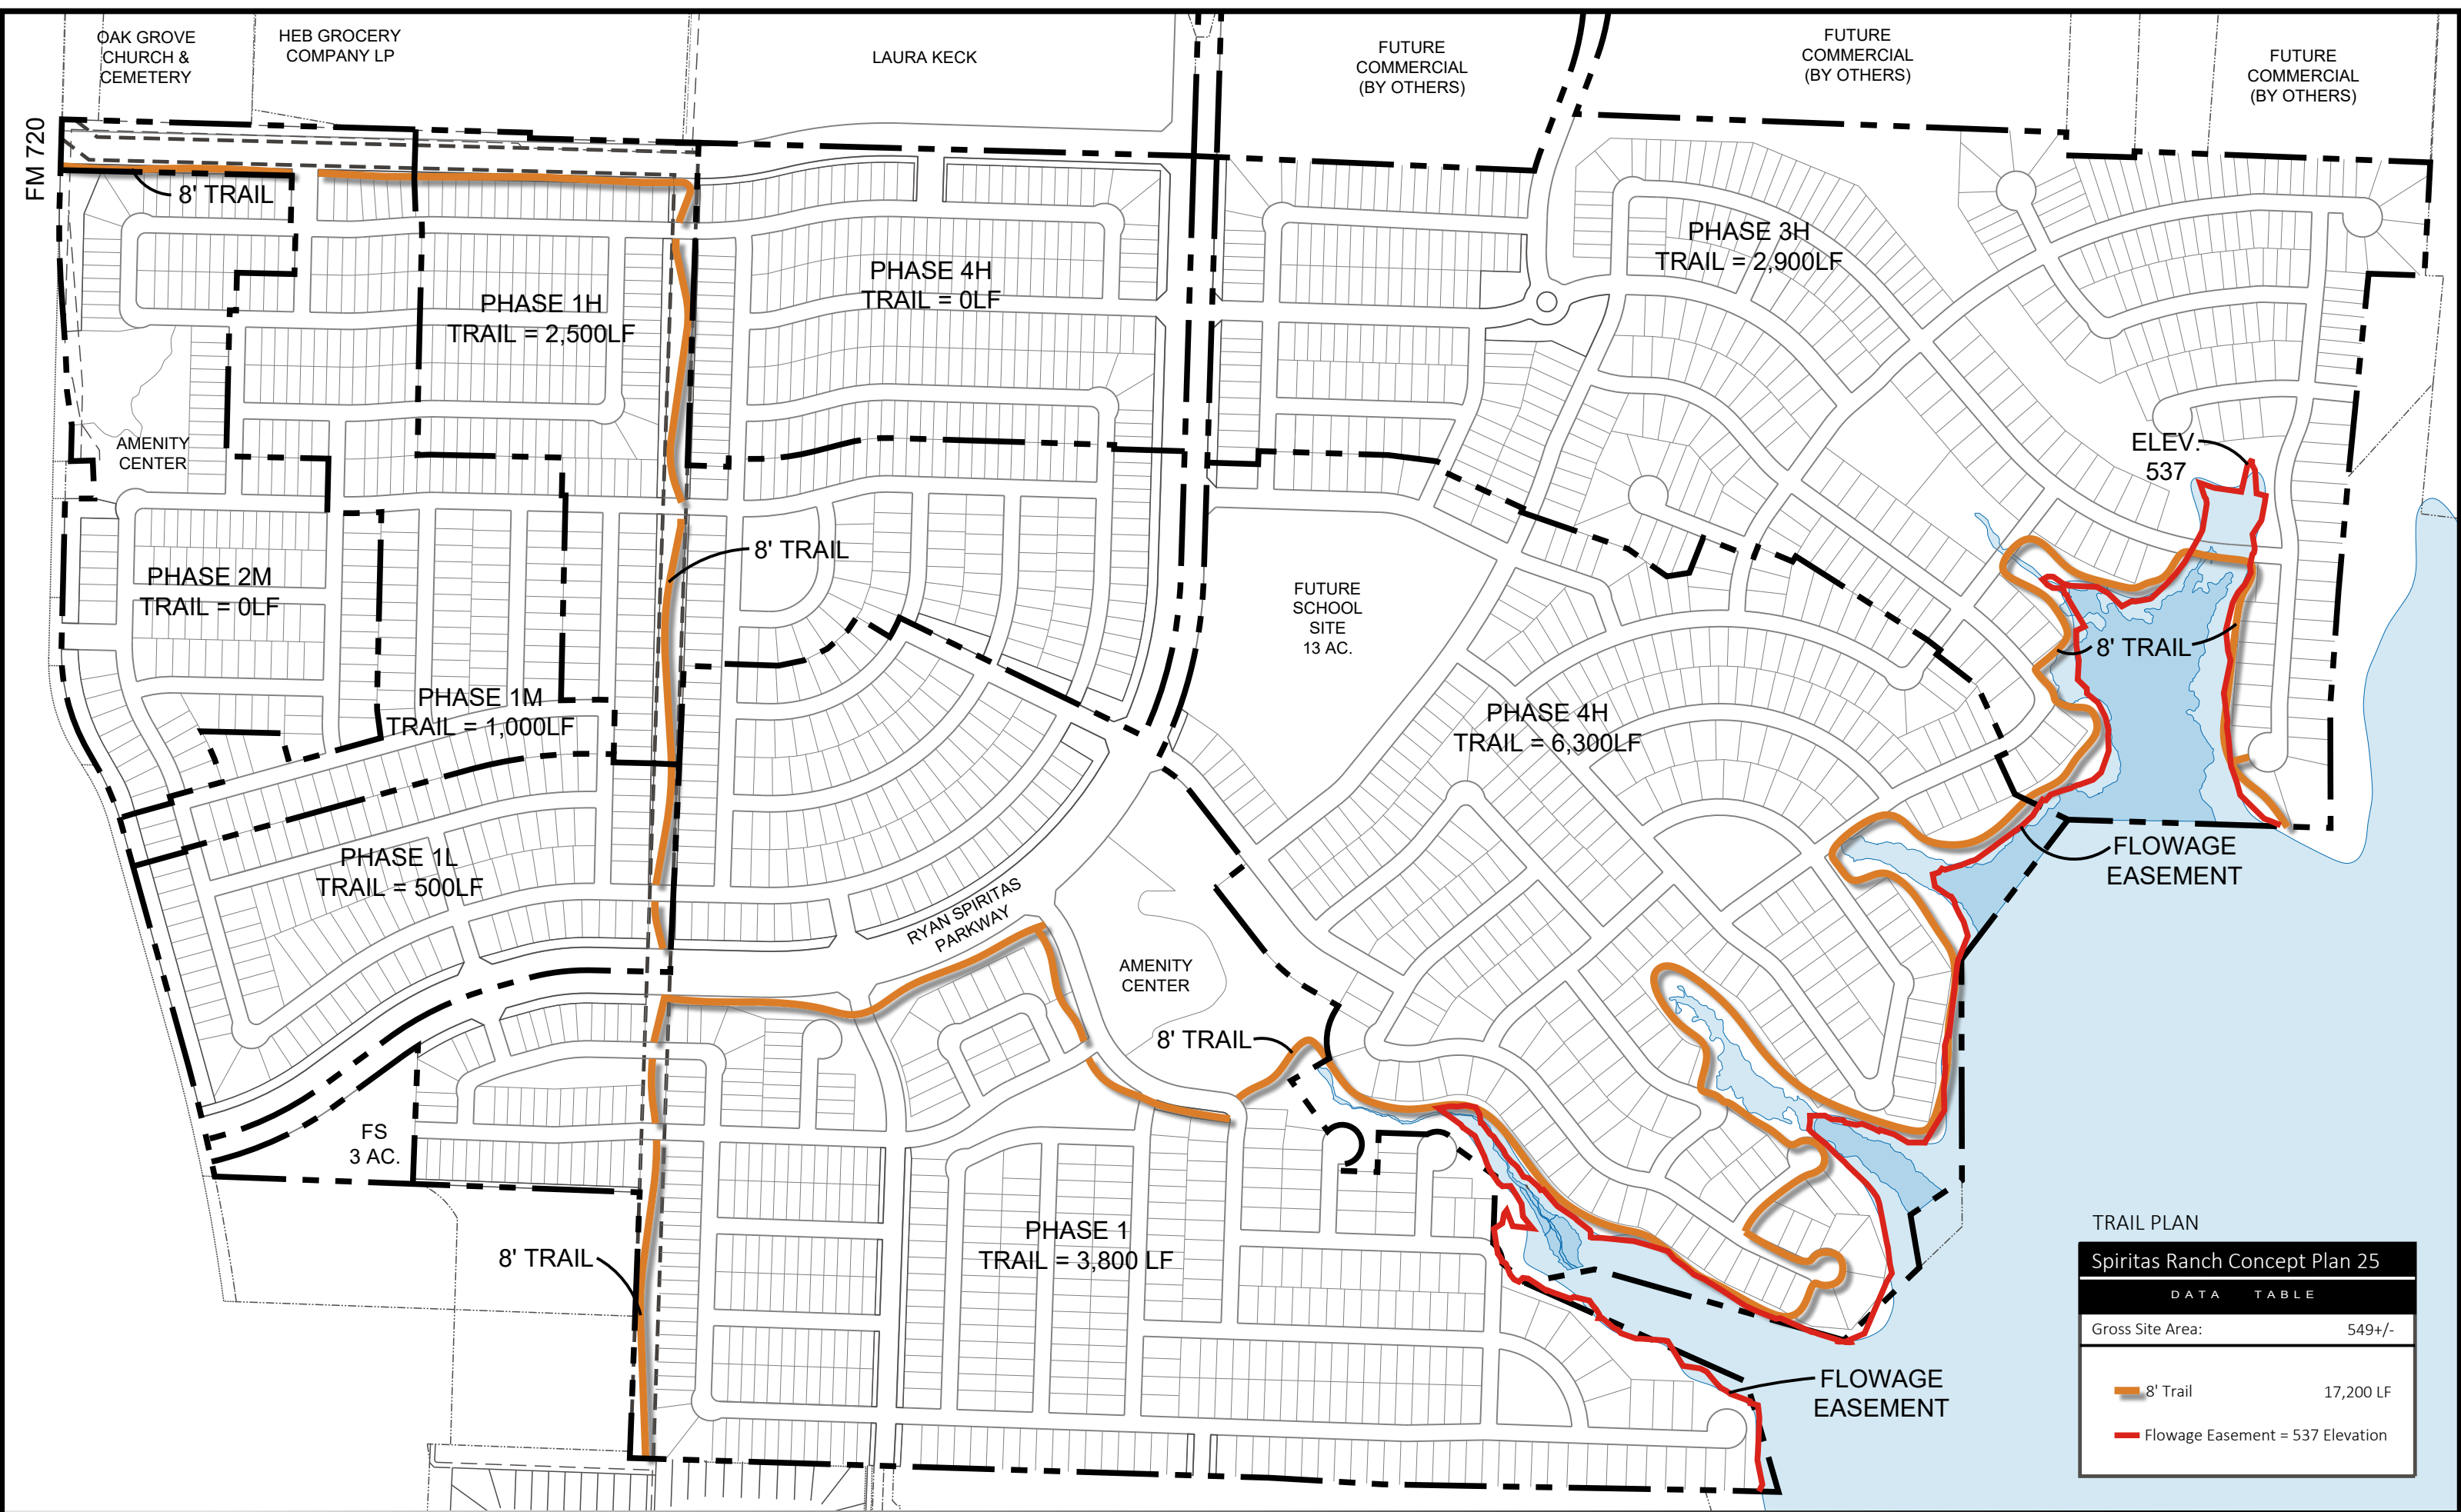 OAK GROVE
CHURCH &
CEMETERY
HEB GROCERY
COMPANY LP
LAURA KECK
FUTURE
COMMERCIAL
(BY OTHERS)
FUTURE
COMMERCIAL
(BY OTHERS)
FUTURE
COMMERCIAL
(BY OTHERS)
FM 720
8' TRAIL
PHASE 1H
TRAIL = 2,500LF
PHASE 4H
TRAIL = 0LF
PHASE 3H
TRAIL = 2,900LF
AMENITY
CENTER
ELEV.
537
8' TRAIL
PHASE 2M
TRAIL = 0LF
FUTURE
SCHOOL
SITE
13 AC.
8' TRAIL
PHASE 1M
TRAIL = 1,000LF
PHASE 4H
TRAIL = 6,300LF
PHASE 1L
TRAIL = 500LF
FLOWAGE
EASEMENT
RYAN SPIRITAS
PARKWAY
AMENITY
CENTER
8' TRAIL
FS
3 AC.
PHASE 1
TRAIL = 3,800 LF
8' TRAIL
FLOWAGE
EASEMENT
TRAIL PLAN
Spiritas Ranch Concept Plan 25
DATA TABLE
Gross Site Area: 549+/-
8' Trail 17,200 LF
Flowage Easement = 537 Elevation